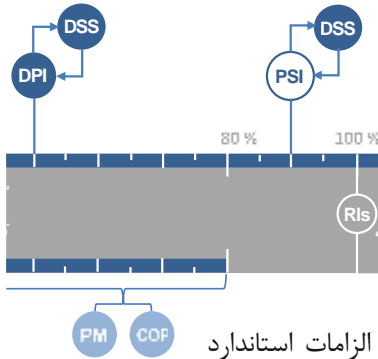 DSS DSS
DPI PSI
80 % 100 %
RIs
PM COP
الزامات استاندارد